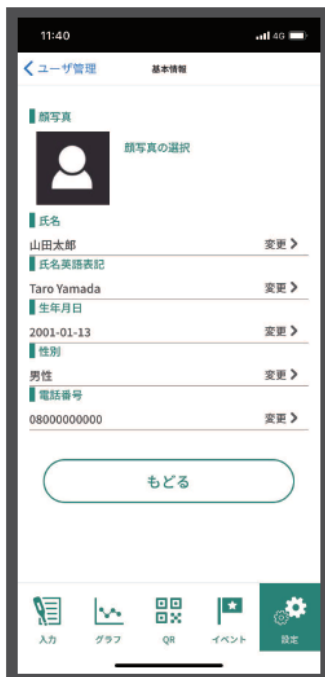 11:40 4G
ユーザ管理 基本情報
顔写真
顔写真の選択
氏名
山田太郎 変更
氏名英語表記
Taro Yamada 変更
生年月日
2001-01-13 変更
性別
男性 変更
電話番号
08000000000 変更
もどる
入力 グラフ QR イベント 設定